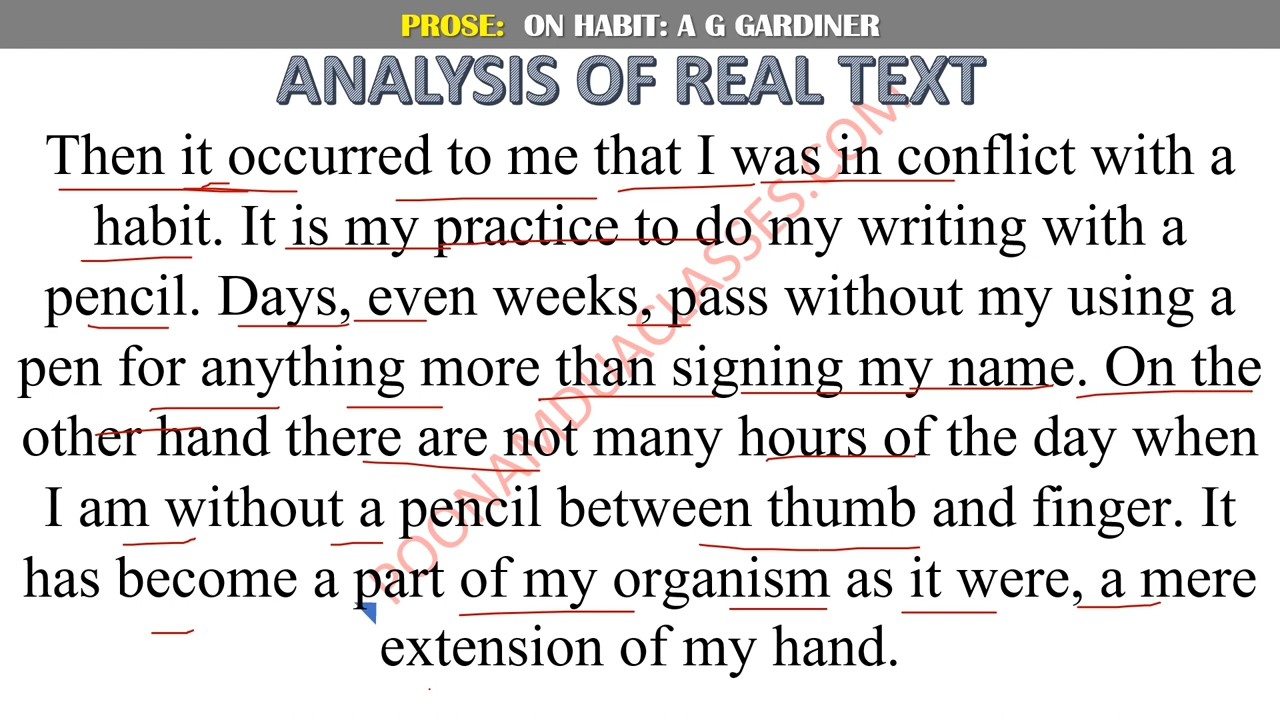 PROSE: ON HABIT: A G GARDINER
ANALYSIS OF REAL TEXT
Then it occurred to me that I was in conflict with a
habit. It is my practice to do my writing with a
pencil. Days, even weeks, pass without my using a
pen for anything more than signing my name. On the
other hand there are not many hours of the day when
I am without a pencil between thumb and finger. It
has become a part of my organism as it were, a mere
extension of my hand.
POONAMDUACLASSES.COM